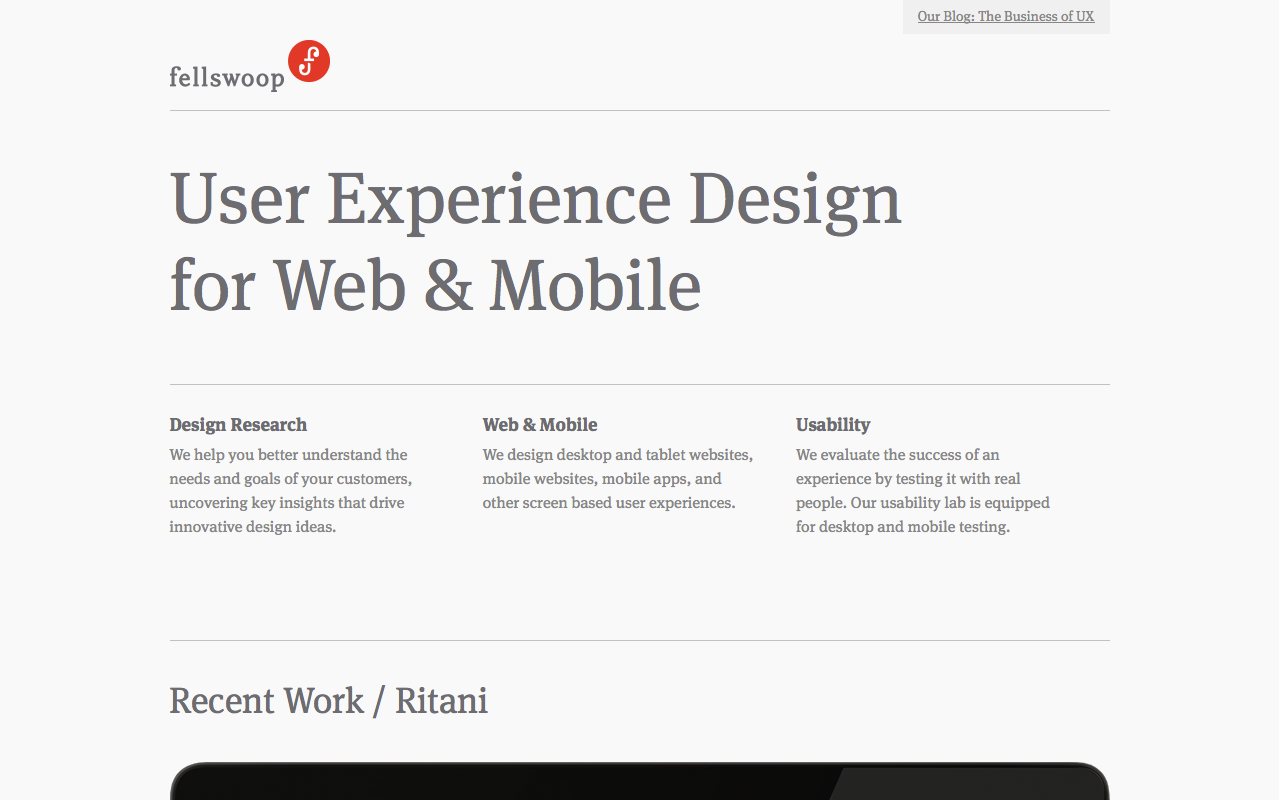 Our Blog: The Business of UX
fellswoop
User Experience Design
for Web & Mobile
Design Research
We help you better understand the
needs and goals of your customers,
uncovering key insights that drive
innovative design ideas.
Web & Mobile
We design desktop and tablet websites,
mobile websites, mobile apps, and
other screen based user experiences.
Usability
We evaluate the success of an
experience by testing it with real
people. Our usability lab is equipped
for desktop and mobile testing.
Recent Work / Ritani